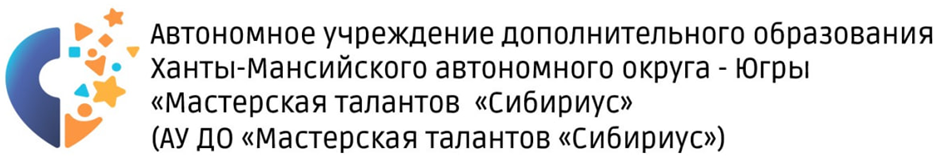 Автономное учреждение дополнительного образования
Ханты-Мансийского автономного округа - Югры
«Мастерская талантов «Сибириус»
(АУ ДО «Мастерская талантов «Сибириус»)